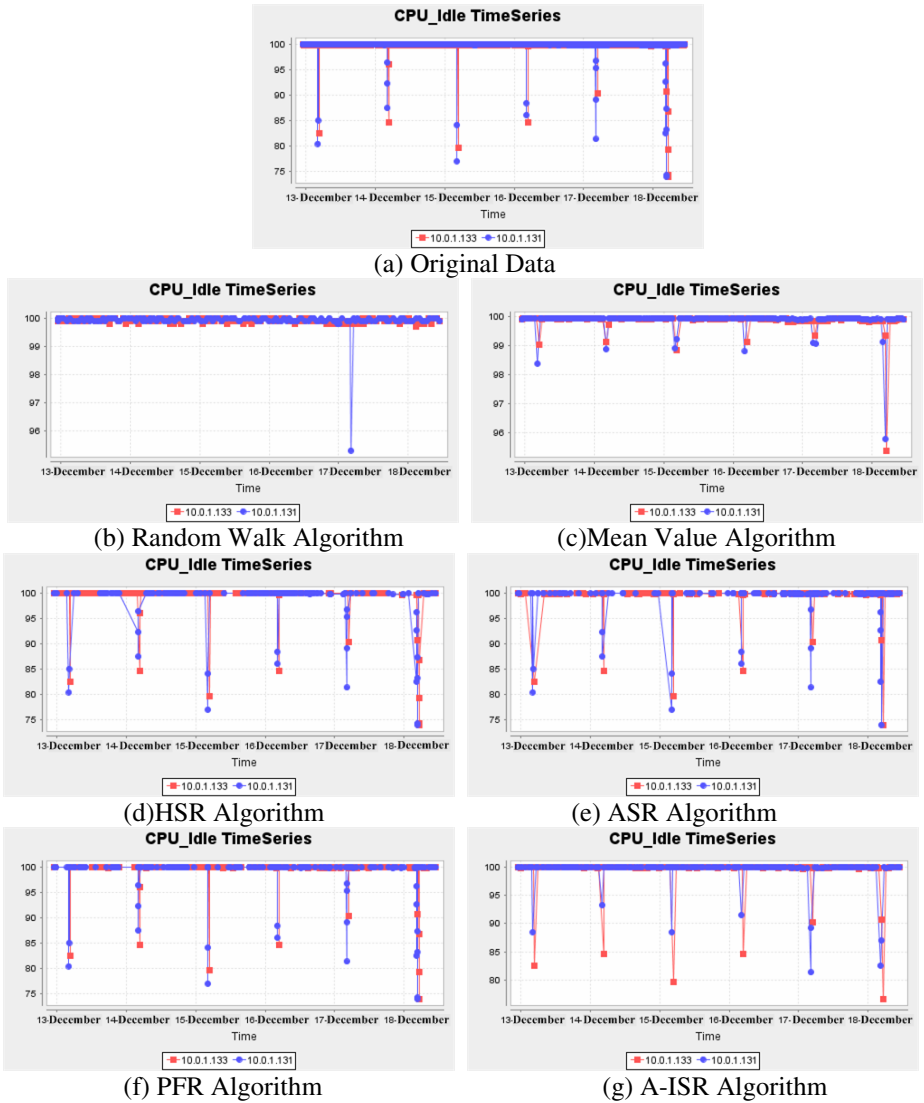 CPU_Idle TimeSeries
100
95
90
85
80
75
13-December 14-December 15-December 16-December 17-December 18-December
Time
10.0.1.133 10.0.1.131
(a) Original Data
CPU_Idle TimeSeries
100
99
98
97
96
13-December 14-December 15-December 16-December 17-December 18-December
Time
10.0.1.133 10.0.1.131
(b) Random Walk Algorithm
CPU_Idle TimeSeries
100
99
98
97
96
13-December 14-December 15-December 16-December 17-December 18-December
Time
10.0.1.133 10.0.1.131
(c)Mean Value Algorithm
CPU_Idle TimeSeries
100
95
90
85
80
75
13-December 14-December 15-December 16-December 17-December 18-December
Time
10.0.1.133 10.0.1.131
(d)HSR Algorithm
CPU_Idle TimeSeries
100
95
90
85
80
75
13-December 14-December 15-December 16-December 17-December 18-December
Time
10.0.1.133 10.0.1.131
(e) ASR Algorithm
CPU_Idle TimeSeries
100
95
90
85
80
75
13-December 14-December 15-December 16-December 17-December 18-December
Time
10.0.1.133 10.0.1.131
(f) PFR Algorithm
CPU_Idle TimeSeries
100
95
90
85
80
13-December 14-December 15-December 16-December 17-December 18-December
Time
10.0.1.133 10.0.1.131
(g) A-ISR Algorithm